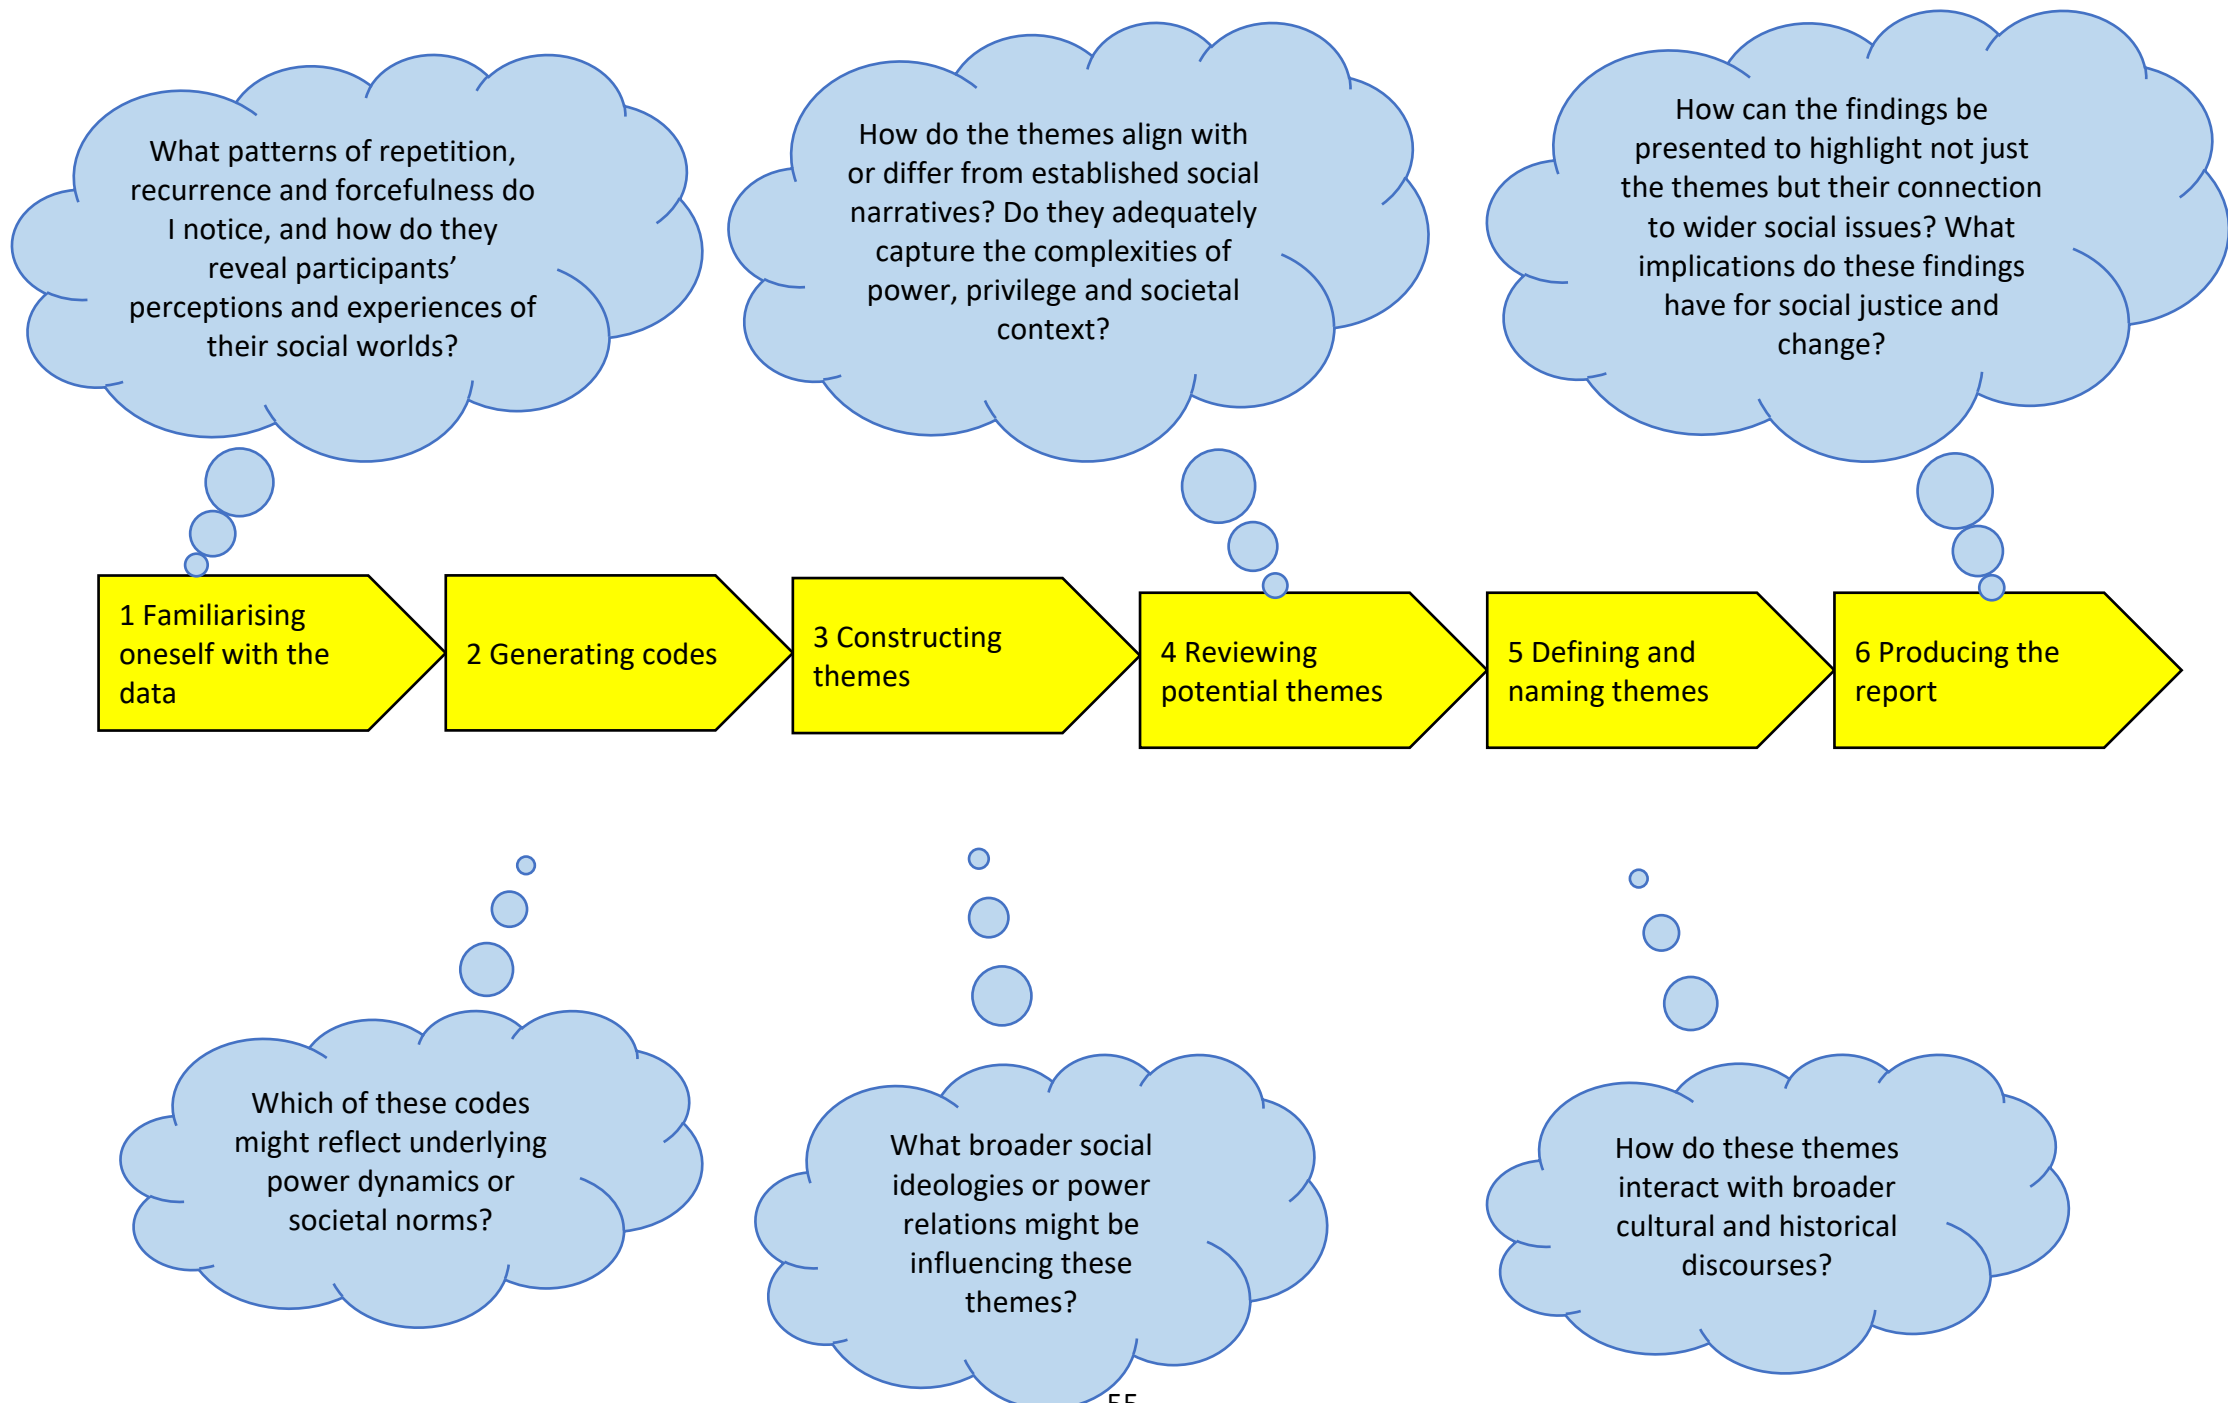 What patterns of repetition,
recurrence and forcefulness do
I notice, and how do they
reveal participants’
perceptions and experiences of
their social worlds?
How do the themes align with
or differ from established social
narratives? Do they adequately
capture the complexities of
power, privilege and societal
context?
How can the findings be
presented to highlight not just
the themes but their connection
to wider social issues? What
implications do these findings
have for social justice and
change?
1 Familiarising
oneself with the
data
2 Generating codes
3 Constructing
themes
4 Reviewing
potential themes
5 Defining and
naming themes
6 Producing the
report
Which of these codes
might reflect underlying
power dynamics or
societal norms?
What broader social
ideologies or power
relations might be
influencing these
themes?
How do these themes
interact with broader
cultural and historical
discourses?
55